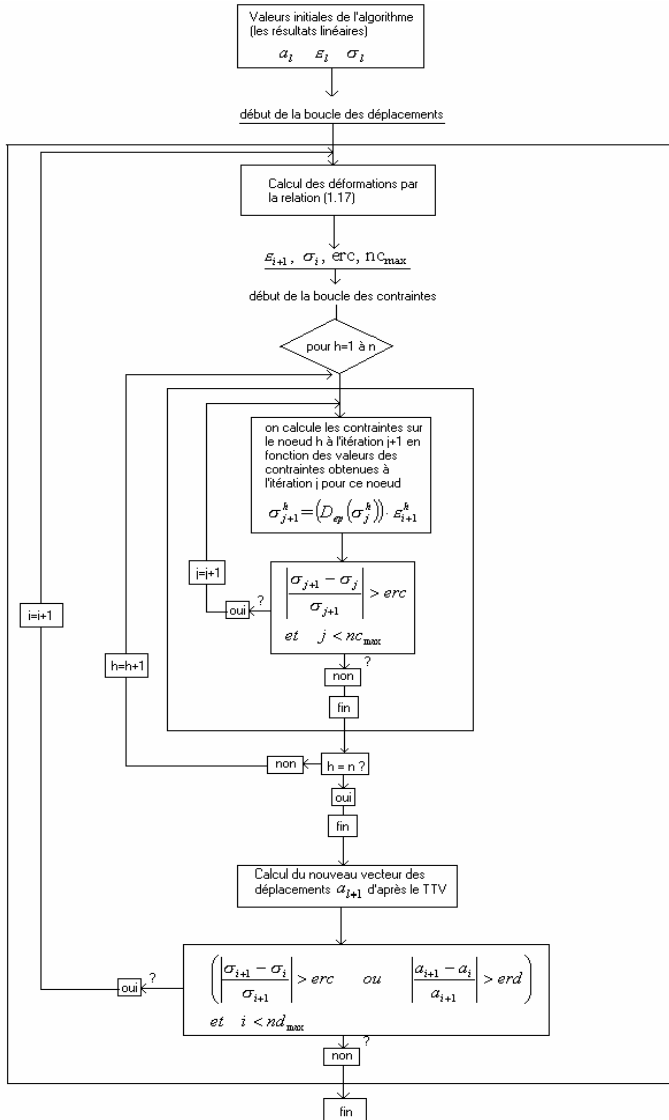 Valeurs initiales de l'algorithme
(les résultats linéaires)
a_l ε_l σ_l
début de la boucle des déplacements
Calcul des déformations par
la relation (1.17)
ε_{i+1}, σ_i, erc, nc_max
début de la boucle des contraintes
pour h=1 à n
on calcule les contraintes sur
le noeud h à l'itération j+1 en
fonction des valeurs des
contraintes obtenues à
l'itération j pour ce noeud
σ^h_{j+1} = (D_ep(σ^h_j)) · ε^h_{i+1}
j=j+1
oui
?
|(σ_{j+1} − σ_j) / σ_{j+1}| > erc
et j < nc_max
?
non
fin
i=i+1
h=h+1
non
h = n ?
oui
fin
Calcul du nouveau vecteur des
déplacements a_{l+1} d'après le TTV
oui
?
(|(σ_{i+1} − σ_i) / σ_{i+1}| > erc ou |(a_{i+1} − a_i) / a_{i+1}| > erd)
et i < nd_max
?
non
fin